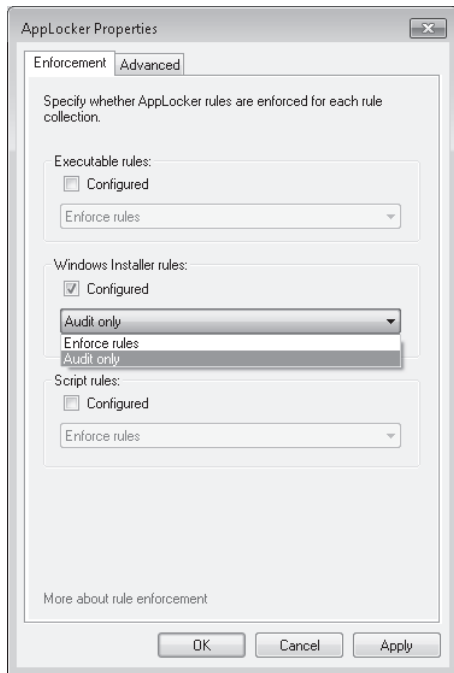 AppLocker Properties
Enforcement
Advanced
Specify whether AppLocker rules are enforced for each rule
collection.
Executable rules:
Configured
Enforce rules
Windows Installer rules:
Configured
Audit only
Enforce rules
Audit only
Script rules:
Configured
Enforce rules
More about rule enforcement
OK
Cancel
Apply